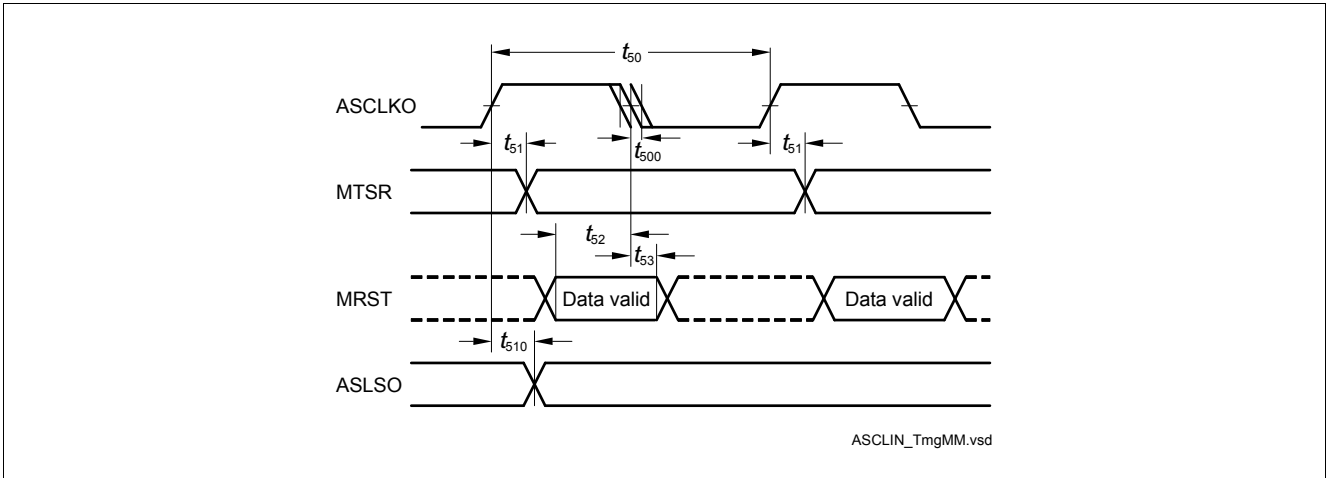 t50
ASCLKO
t51
t500
t51
MTSR
t52
t53
MRST
Data valid
Data valid
t510
ASLSO
ASCLIN_TmgMM.vsd